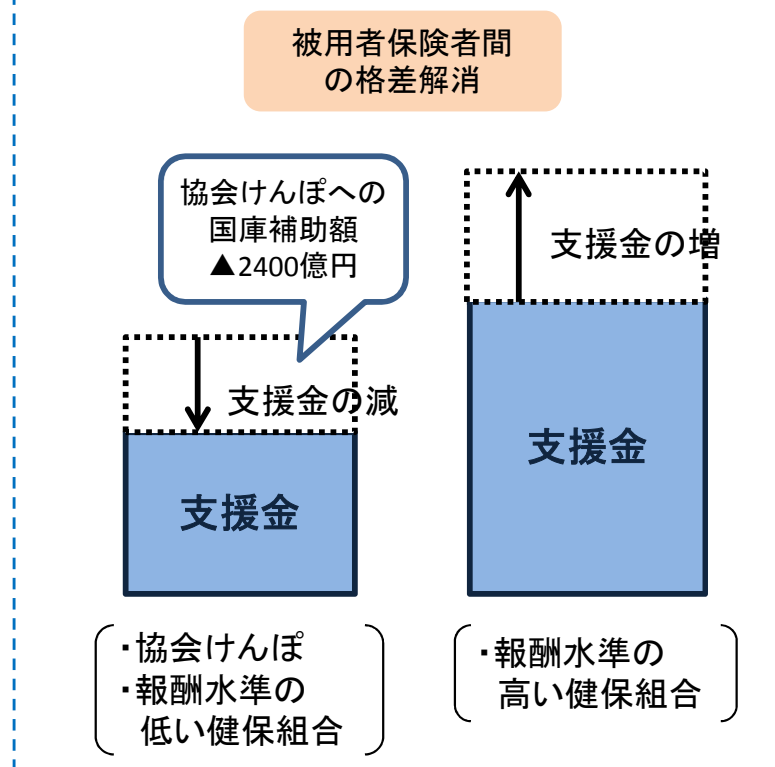 被用者保険者間
の格差解消
協会けんぽへの
国庫補助額
▲2400億円
支援金の減
支援金
・協会けんぽ
・報酬水準の
低い健保組合
支援金の増
支援金
・報酬水準の
高い健保組合